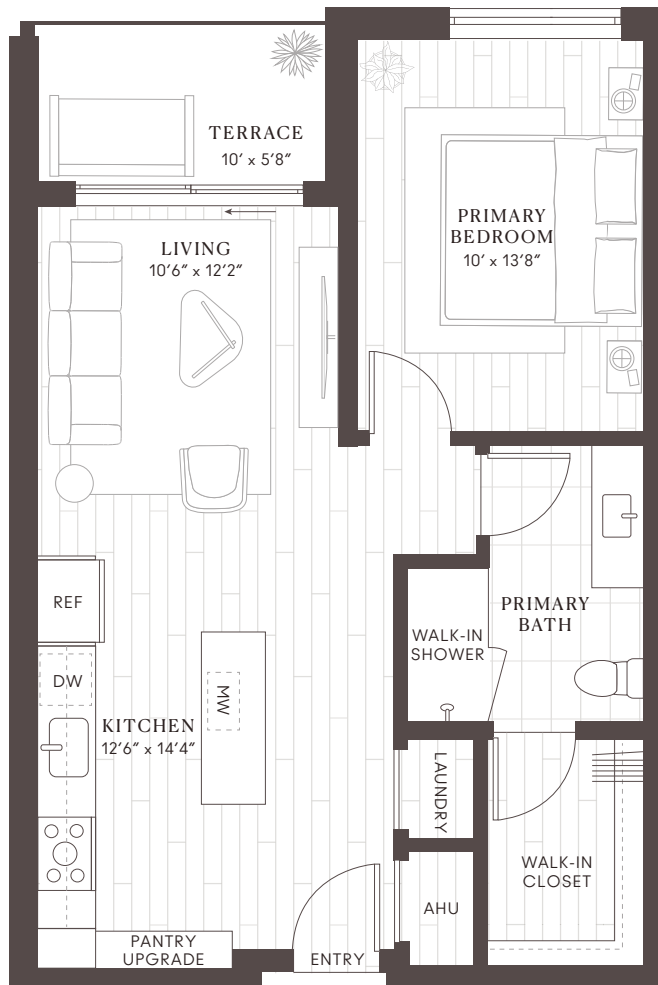 TERRACE
10′ x 5′8″
LIVING
10′6″ x 12′2″
PRIMARY
BEDROOM
10′ x 13′8″
REF
DW
MW
KITCHEN
12′6″ x 14′4″
WALK-IN
SHOWER
PRIMARY
BATH
LAUNDRY
AHU
WALK-IN
CLOSET
PANTRY
UPGRADE
ENTRY